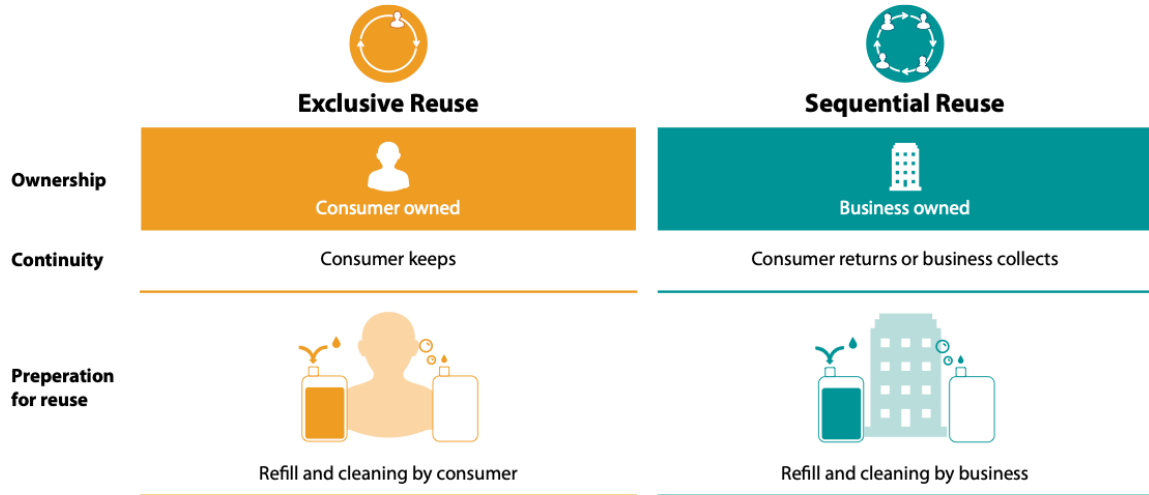 Exclusive Reuse
Sequential Reuse
Ownership
Consumer owned
Business owned
Continuity
Consumer keeps
Consumer returns or business collects
Preperation
for reuse
Refill and cleaning by consumer
Refill and cleaning by business